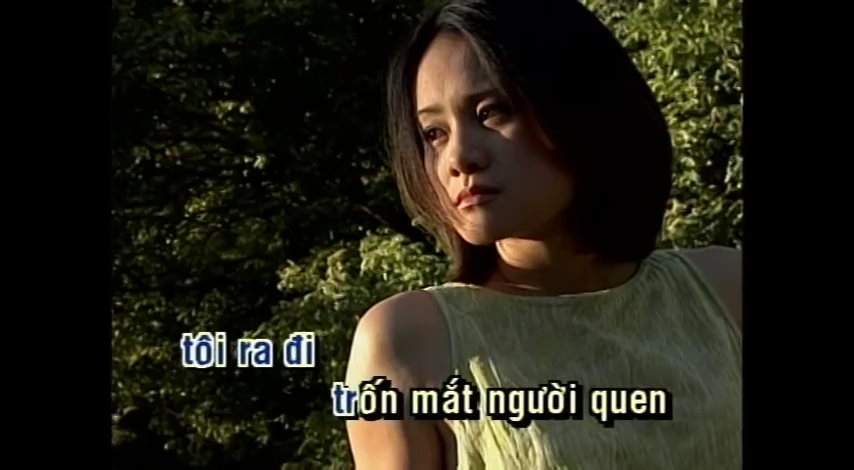 tôi ra đi
trốn mắt người quen